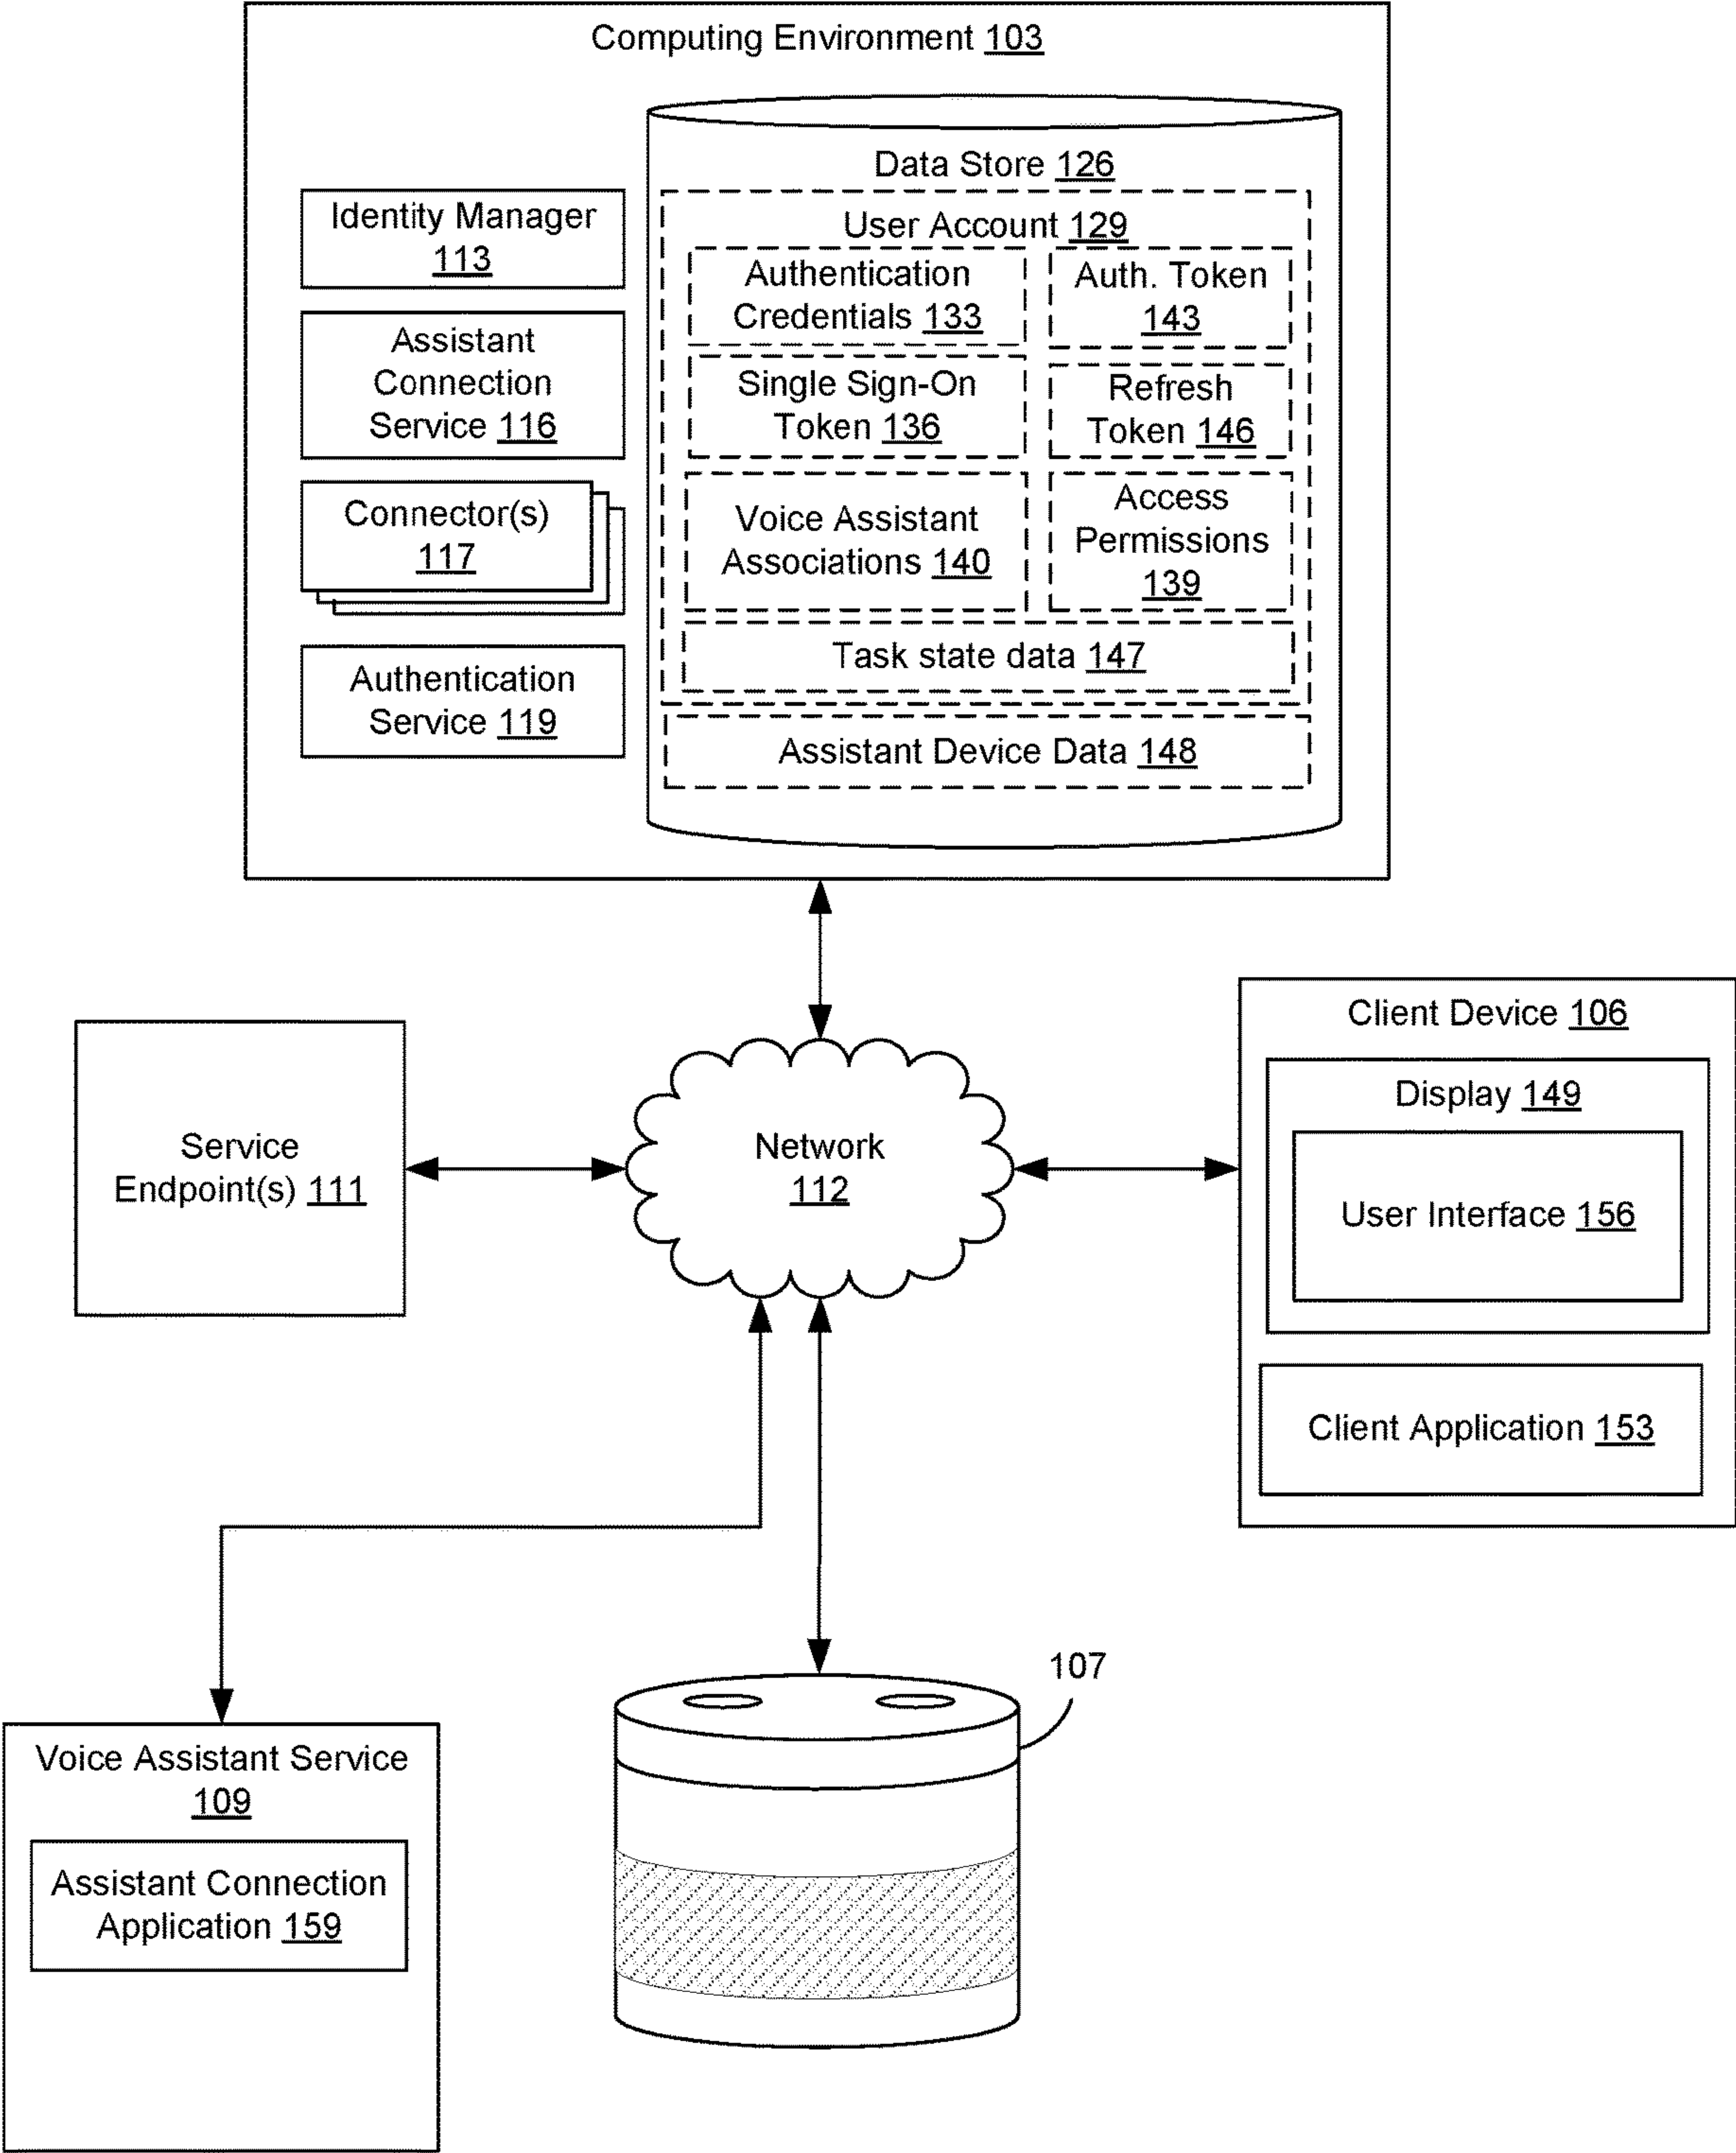 Computing Environment 103
Data Store 126
User Account 129
Identity Manager
113
Assistant
Connection
Service 116
Connector(s)
117
Authentication
Service 119
Authentication
Credentials 133
Auth. Token
143
Single Sign-On
Token 136
Refresh
Token 146
Voice Assistant
Associations 140
Access
Permissions
139
Task state data 147
Assistant Device Data 148
Service
Endpoint(s) 111
Network
112
Client Device 106
Display 149
User Interface 156
Client Application 153
107
Voice Assistant Service
109
Assistant Connection
Application 159